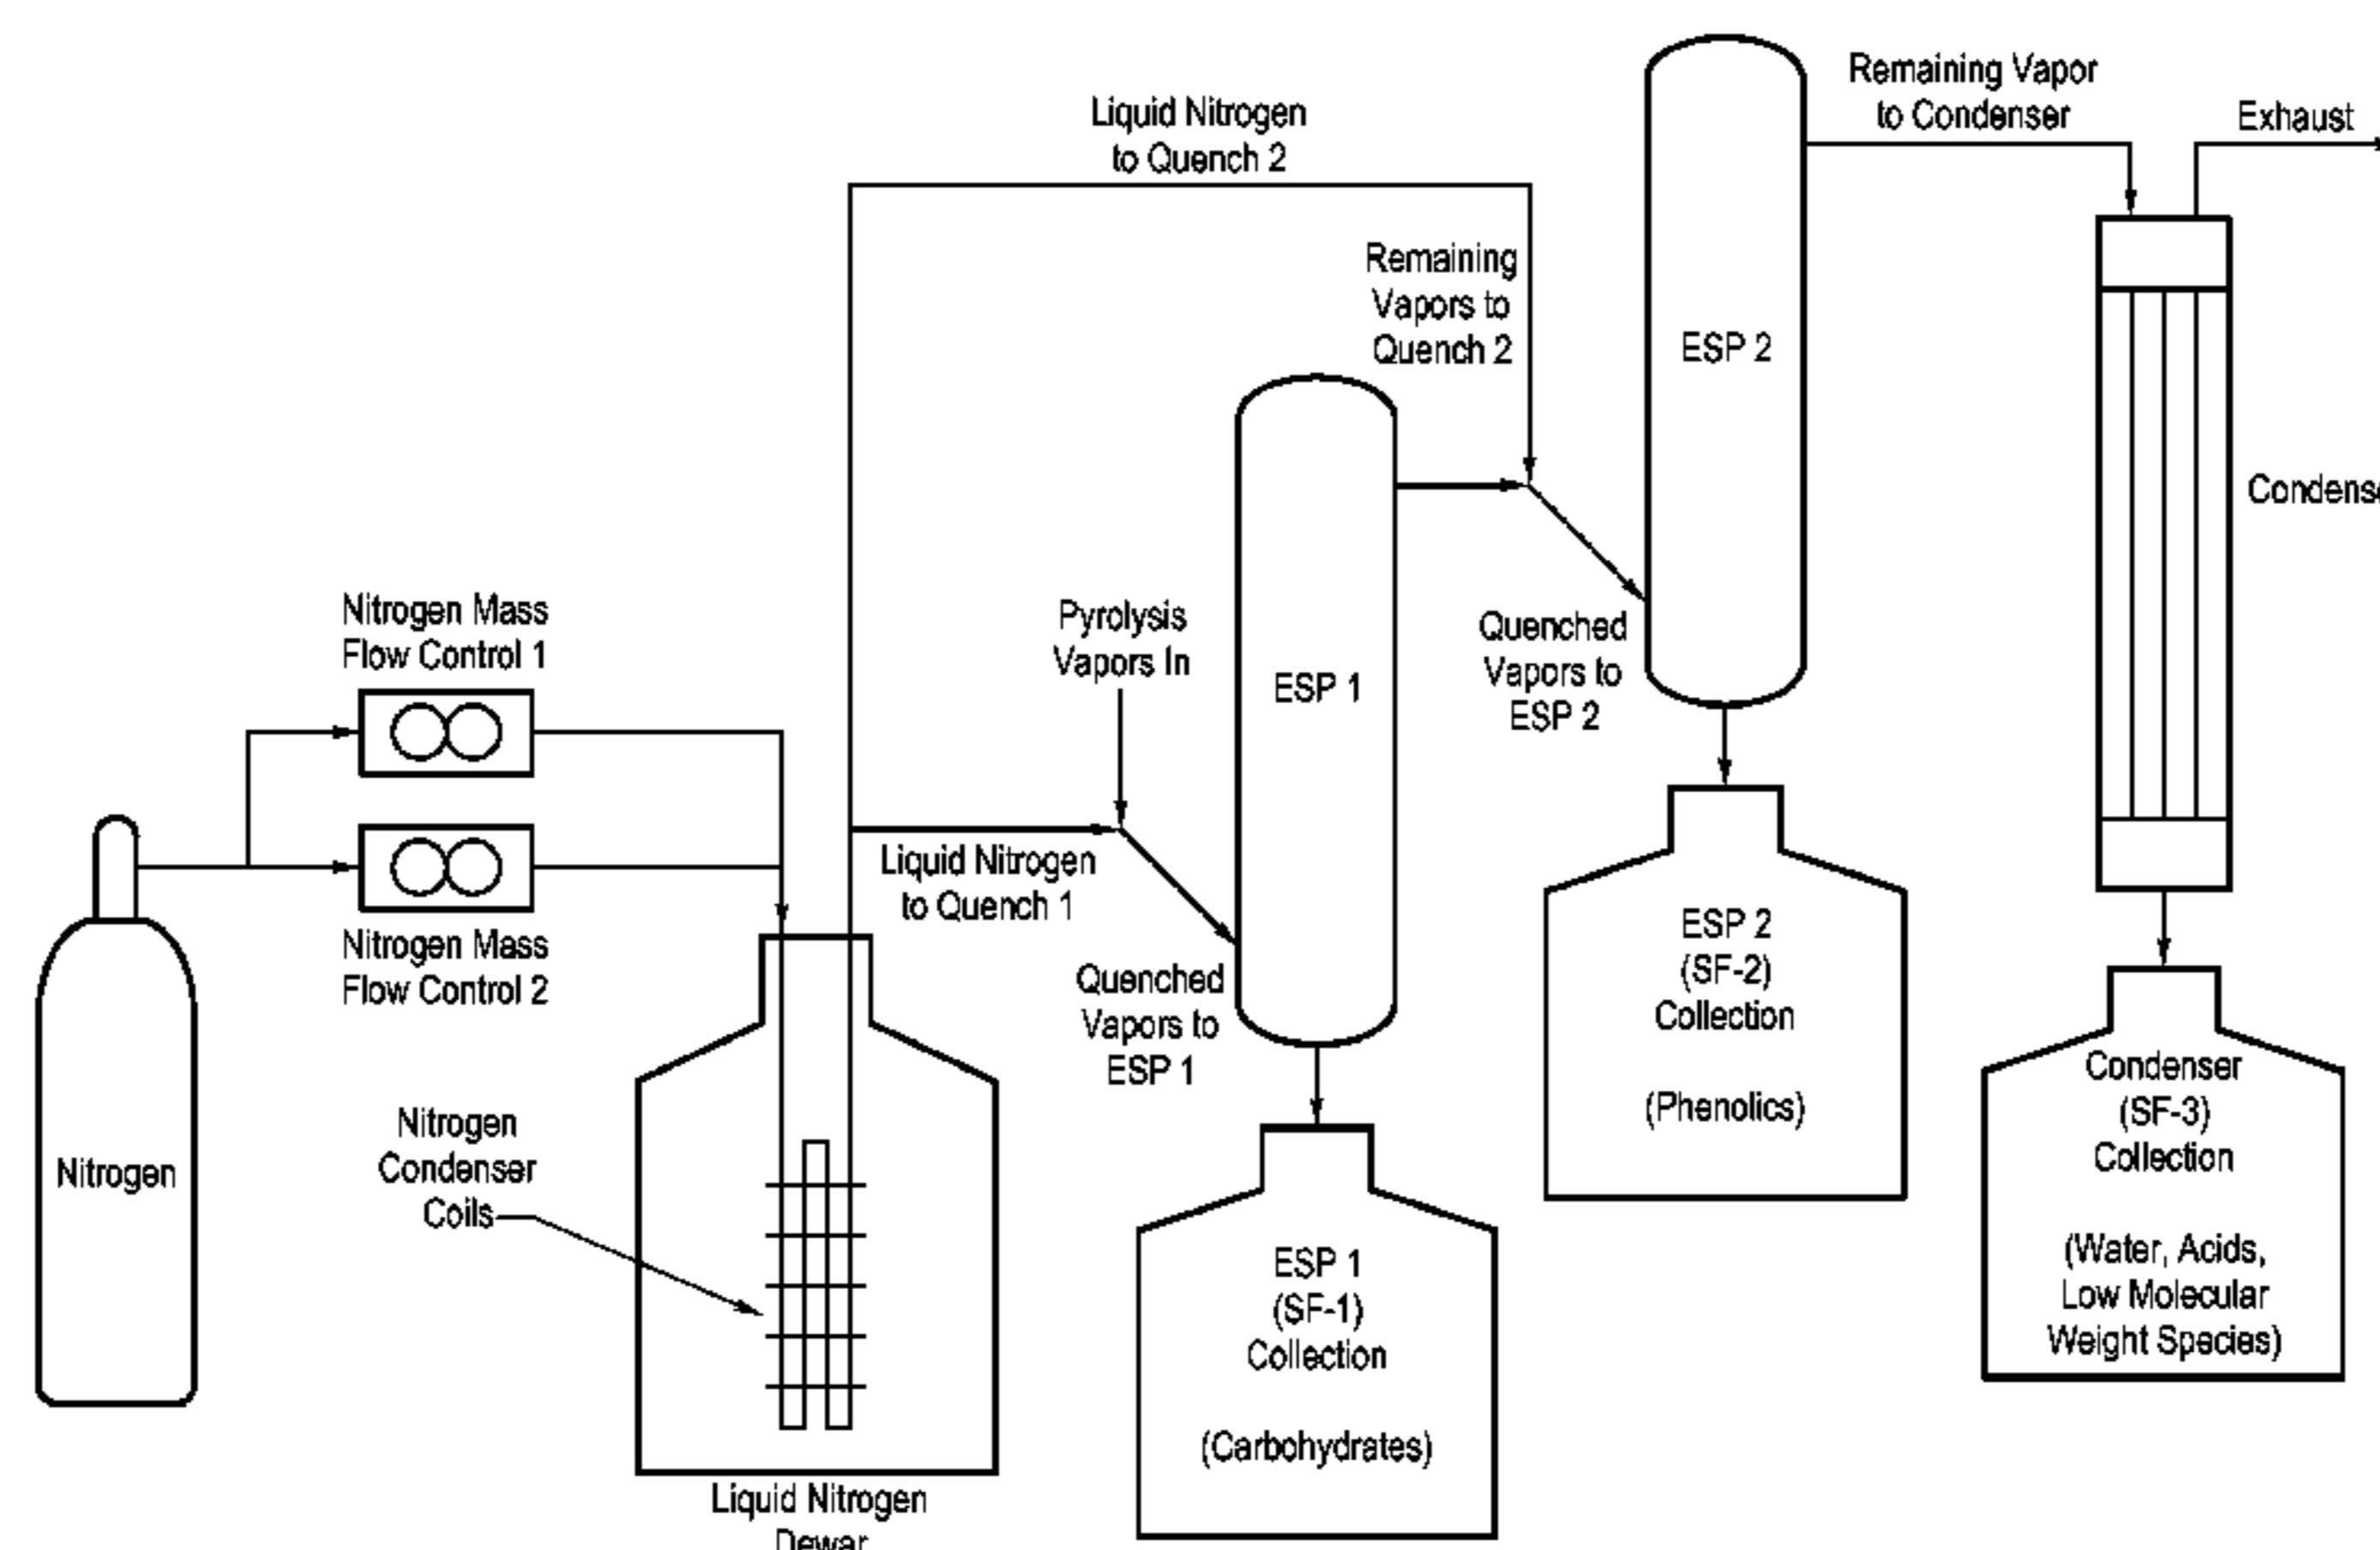 Liquid Nitrogen
to Quench 2
Remaining Vapor
to Condenser
Exhaust
Remaining
Vapors to
Quench 2
ESP 2
Nitrogen Mass
Flow Control 1
Pyrolysis
Vapors In
ESP 1
Quenched
Vapors to
ESP 2
Condense
Liquid Nitrogen
to Quench 1
Nitrogen Mass
Flow Control 2
Quenched
Vapors to
ESP 1
ESP 2
(SF-2)
Collection
(Phenolics)
Nitrogen
Nitrogen
Condenser
Coils
Condenser
(SF-3)
Collection
(Water, Acids,
Low Molecular
Weight Species)
ESP 1
(SF-1)
Collection
(Carbohydrates)
Liquid Nitrogen
Dewar